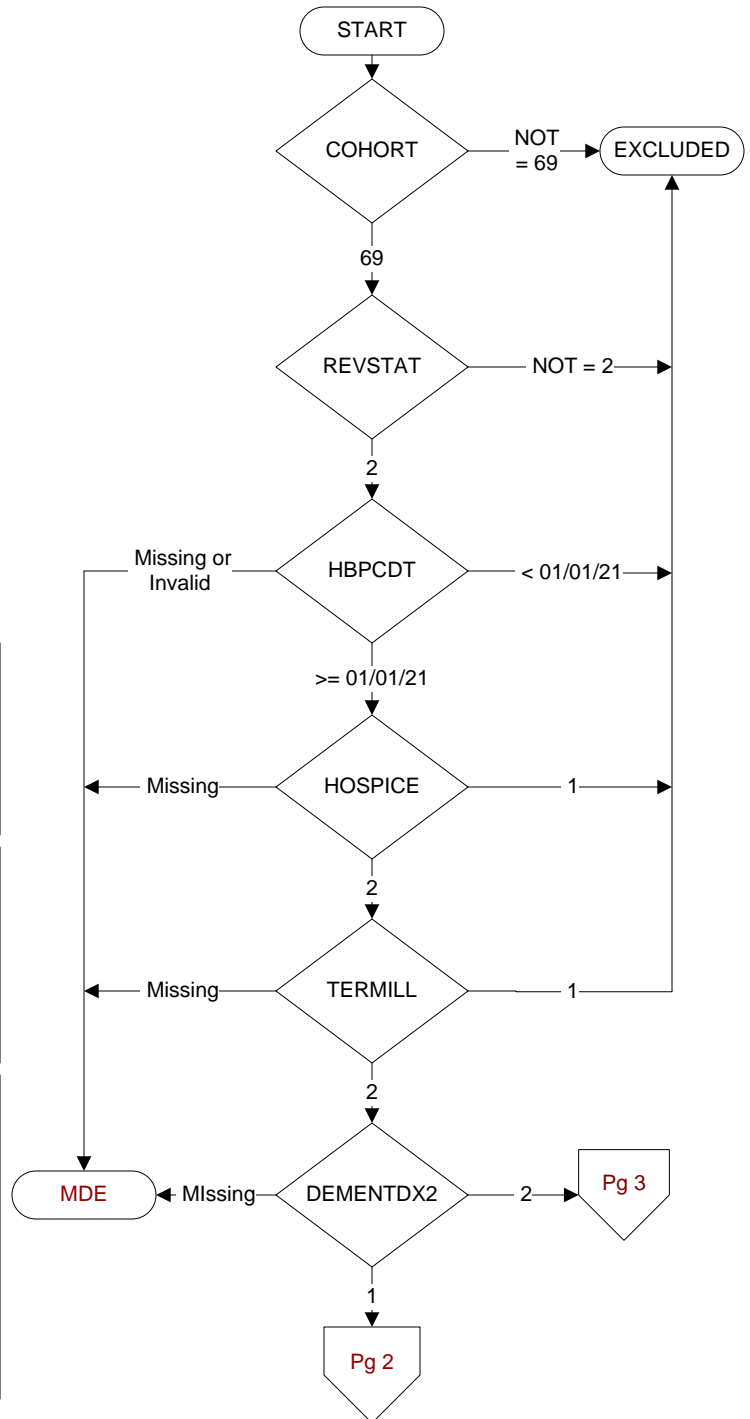 START
COHORT
NOT
= 69
EXCLUDED
69
REVSTAT
NOT = 2
2
Missing or
Invalid
HBPCDT
< 01/01/21
>= 01/01/21
Missing
HOSPICE
1
2
Missing
TERMILL
1
2
MDE
MIssing
DEMENTDX2
2
Pg 3
1
Pg 2